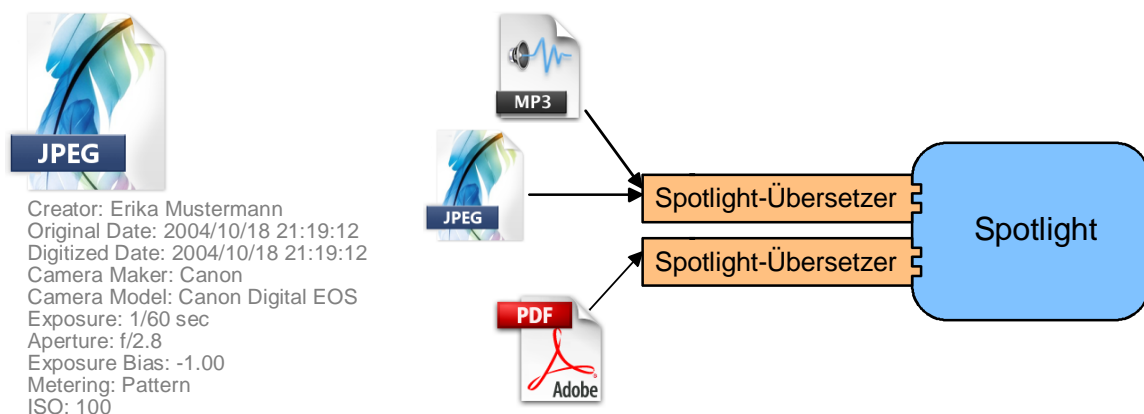 JPEG
Creator: Erika Mustermann
Original Date: 2004/10/18 21:19:12
Digitized Date: 2004/10/18 21:19:12
Camera Maker: Canon
Camera Model: Canon Digital EOS
Exposure: 1/60 sec
Aperture: f/2.8
Exposure Bias: -1.00
Metering: Pattern
ISO: 100
MP3
JPEG
PDF
Adobe
Spotlight-Übersetzer
Spotlight-Übersetzer
Spotlight